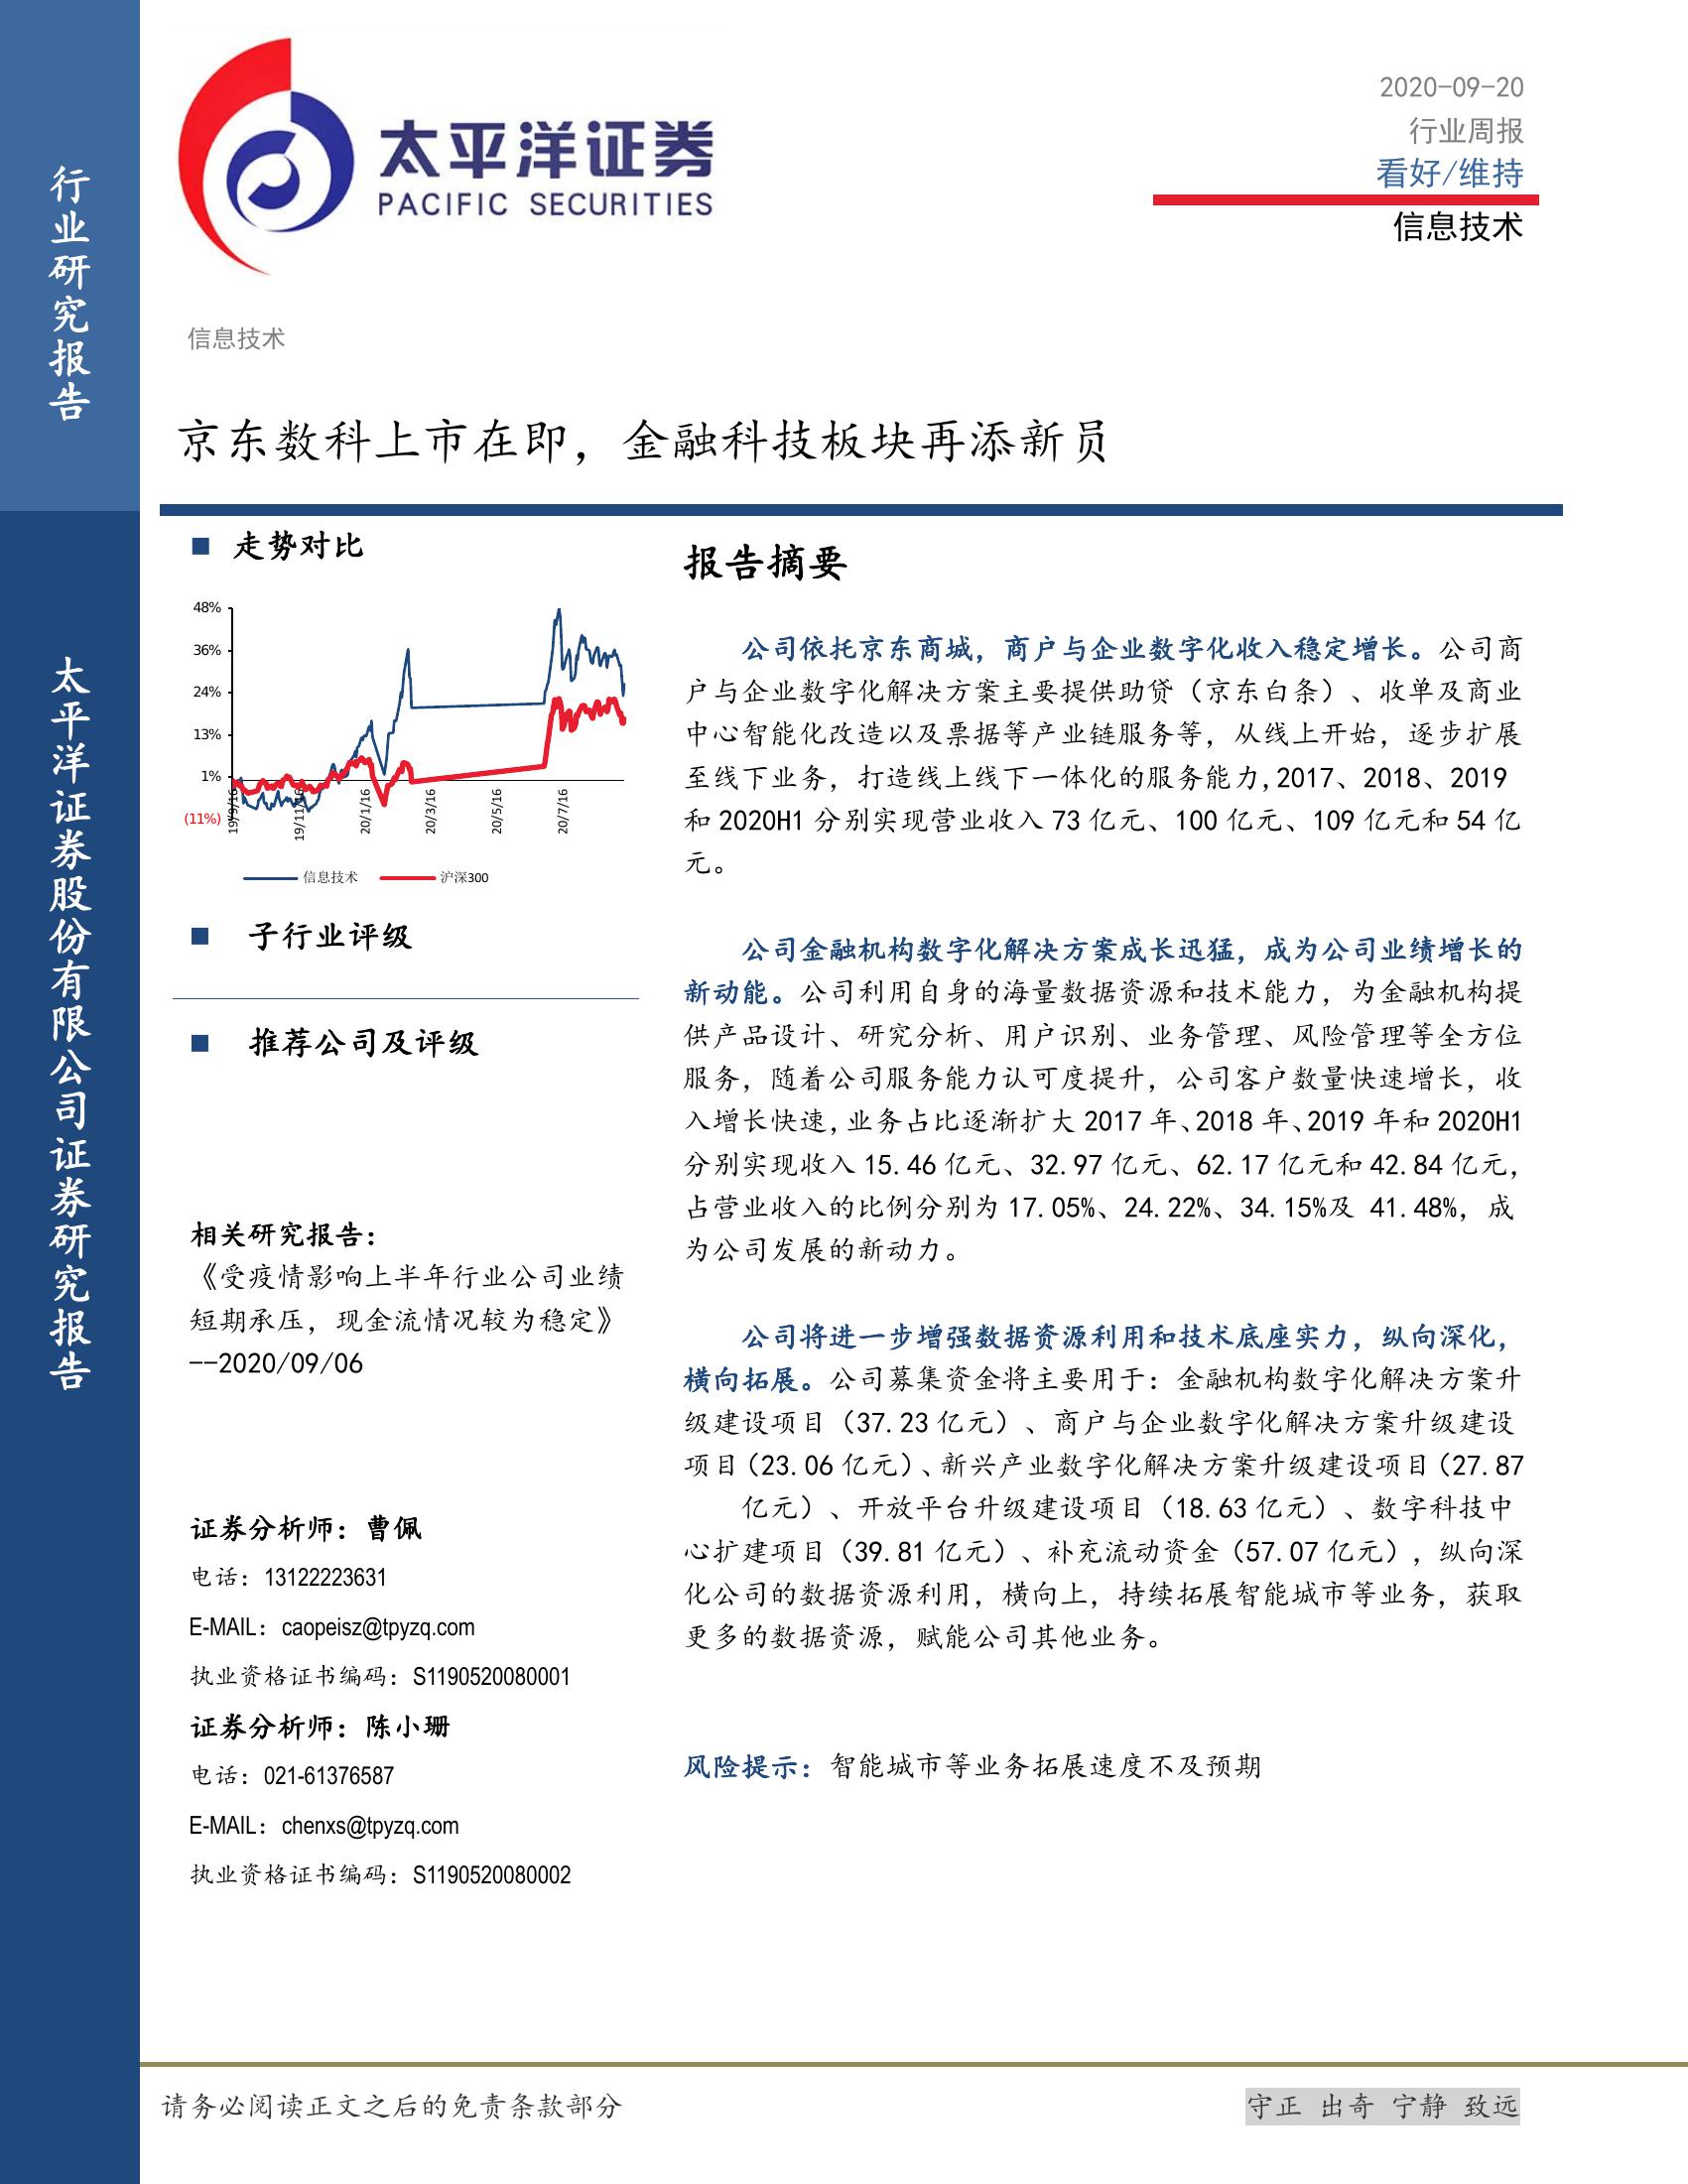 行业研究报告
太平洋证券股份有限公司证券研究报告
太平洋证券
PACIFIC SECURITIES
2020-09-20
行业周报
看好/维持
信息技术
信息技术
京东数科上市在即，金融科技板块再添新员
■ 走势对比
48%
36%
24%
13%
1%
(11%)
19/9/16
19/11/16
20/1/16
20/3/16
20/5/16
20/7/16
信息技术 沪深300
■ 子行业评级
■ 推荐公司及评级
相关研究报告：
《受疫情影响上半年行业公司业绩
短期承压，现金流情况较为稳定》
--2020/09/06
证券分析师：曹佩
电话：13122223631
E-MAIL：caopeisz@tpyzq.com
执业资格证书编码：S1190520080001
证券分析师：陈小珊
电话：021-61376587
E-MAIL：chenxs@tpyzq.com
执业资格证书编码：S1190520080002
报告摘要
公司依托京东商城，商户与企业数字化收入稳定增长。公司商
户与企业数字化解决方案主要提供助贷（京东白条）、收单及商业
中心智能化改造以及票据等产业链服务等，从线上开始，逐步扩展
至线下业务，打造线上线下一体化的服务能力,2017、2018、2019
和 2020H1 分别实现营业收入 73 亿元、100 亿元、109 亿元和 54 亿
元。
公司金融机构数字化解决方案成长迅猛，成为公司业绩增长的
新动能。公司利用自身的海量数据资源和技术能力，为金融机构提
供产品设计、研究分析、用户识别、业务管理、风险管理等全方位
服务，随着公司服务能力认可度提升，公司客户数量快速增长，收
入增长快速,业务占比逐渐扩大 2017 年、2018 年、2019 年和 2020H1
分别实现收入 15.46 亿元、32.97 亿元、62.17 亿元和 42.84 亿元，
占营业收入的比例分别为 17.05%、24.22%、34.15%及 41.48%，成
为公司发展的新动力。
公司将进一步增强数据资源利用和技术底座实力，纵向深化，
横向拓展。公司募集资金将主要用于：金融机构数字化解决方案升
级建设项目（37.23 亿元）、商户与企业数字化解决方案升级建设
项目（23.06 亿元）、新兴产业数字化解决方案升级建设项目（27.87
亿元）、开放平台升级建设项目（18.63 亿元）、数字科技中
心扩建项目（39.81 亿元）、补充流动资金（57.07 亿元），纵向深
化公司的数据资源利用，横向上，持续拓展智能城市等业务，获取
更多的数据资源，赋能公司其他业务。
风险提示：智能城市等业务拓展速度不及预期
请务必阅读正文之后的免责条款部分
守正 出奇 宁静 致远